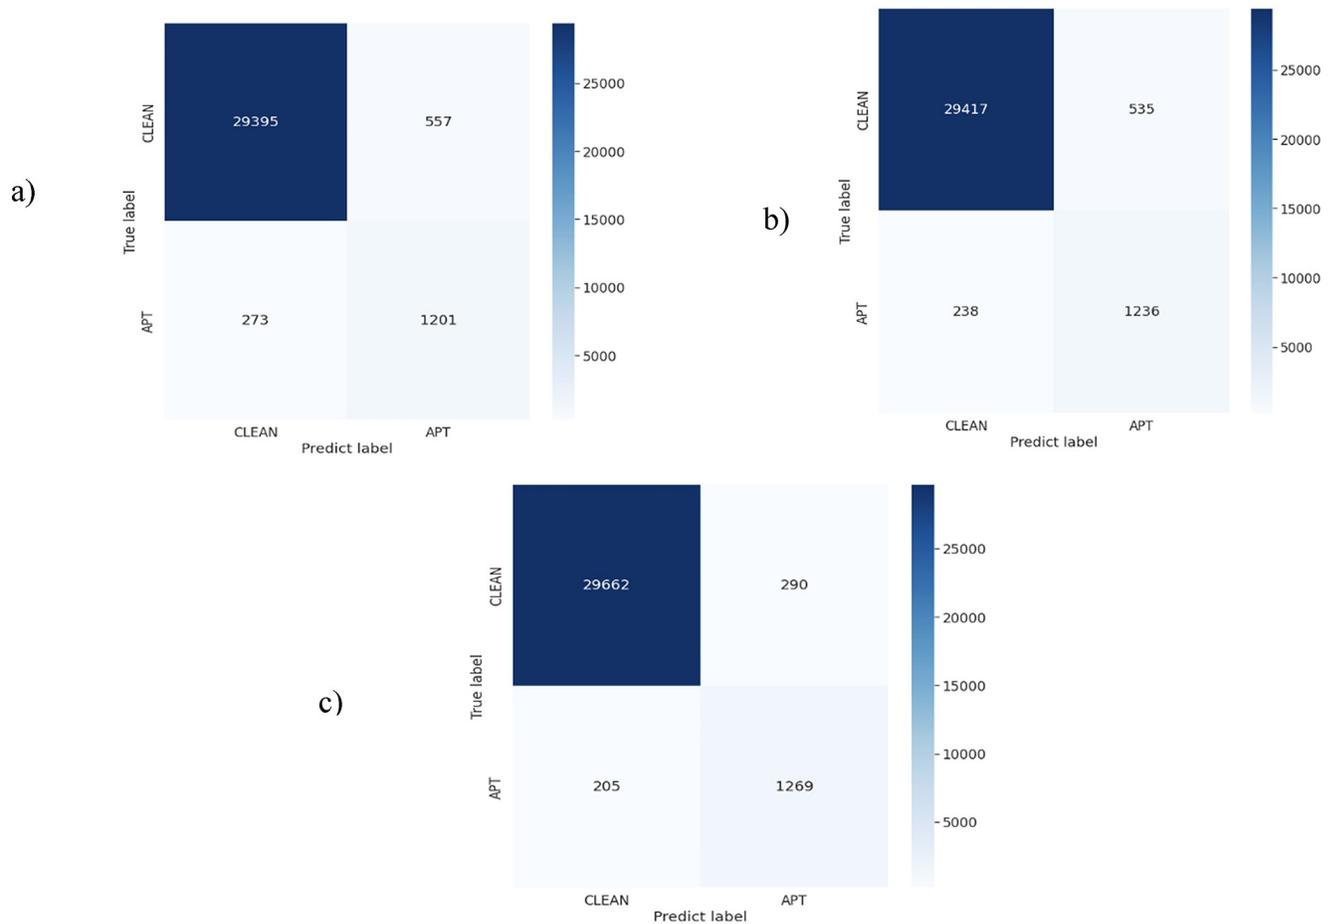 a)
True label
CLEAN
APT
29395
557
273
1201
CLEAN
APT
Predict label
25000
20000
15000
10000
5000
b)
True label
CLEAN
APT
29417
535
238
1236
CLEAN
APT
Predict label
25000
20000
15000
10000
5000
c)
True label
CLEAN
APT
29662
290
205
1269
CLEAN
APT
Predict label
25000
20000
15000
10000
5000